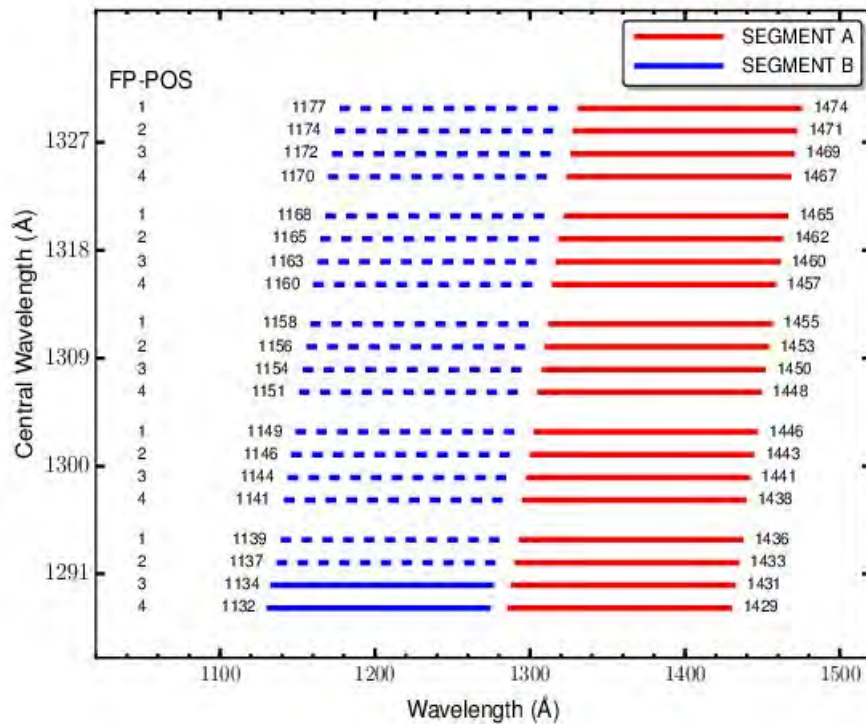 SEGMENT A
SEGMENT B
FP-POS
1 1177 1474
2 1174 1471
1327
3 1172 1469
4 1170 1467
1 1168 1465
2 1165 1462
1318
3 1163 1460
4 1160 1457
1 1158 1455
2 1156 1453
1309
3 1154 1450
4 1151 1448
1 1149 1446
2 1146 1443
1300
3 1144 1441
4 1141 1438
1 1139 1436
2 1137 1433
1291
3 1134 1431
4 1132 1429
Central Wavelength (Å)
1100 1200 1300 1400 1500
Wavelength (Å)